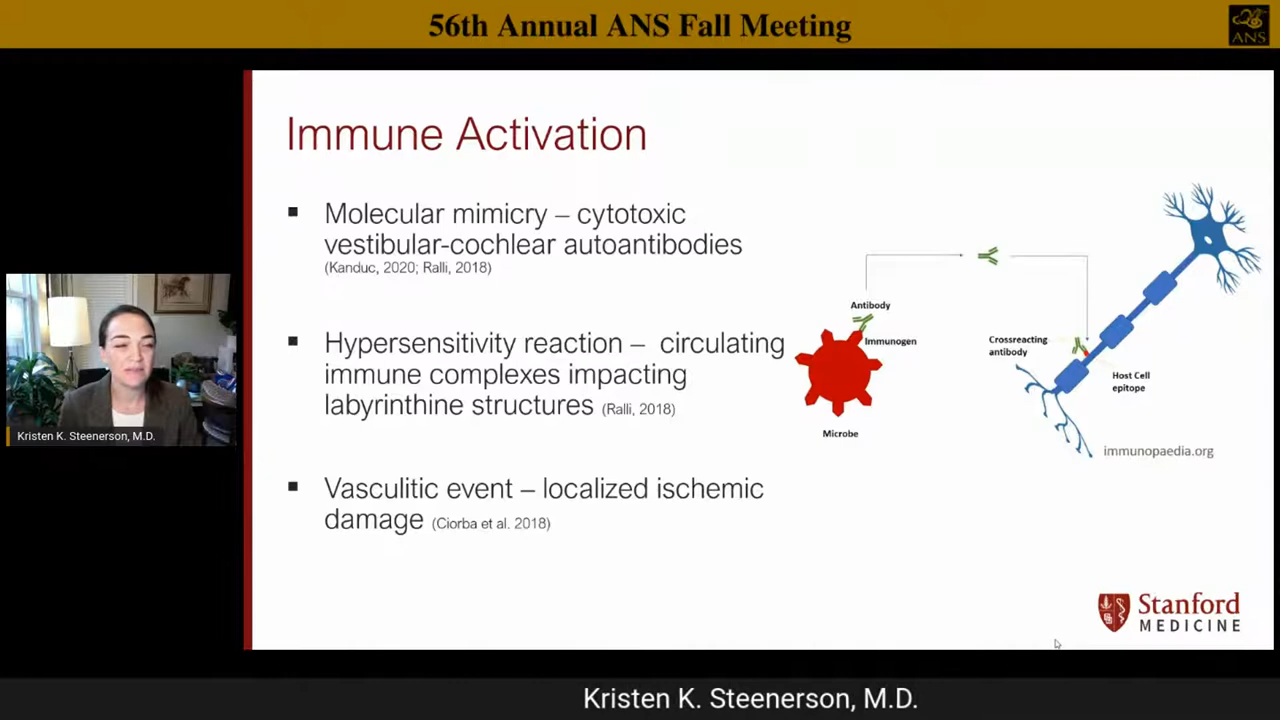 56th Annual ANS Fall Meeting
ANS
Immune Activation
▪ Molecular mimicry – cytotoxic
vestibular-cochlear autoantibodies
(Kanduc, 2020; Ralli, 2018)
▪ Hypersensitivity reaction – circulating
immune complexes impacting
labyrinthine structures (Ralli, 2018)
▪ Vasculitic event – localized ischemic
damage (Ciorba et al. 2018)
Antibody
Immunogen
Microbe
Crossreacting
antibody
Host Cell
epitope
immunopaedia.org
Stanford
MEDICINE
Kristen K. Steenerson, M.D.
Kristen K. Steenerson, M.D.